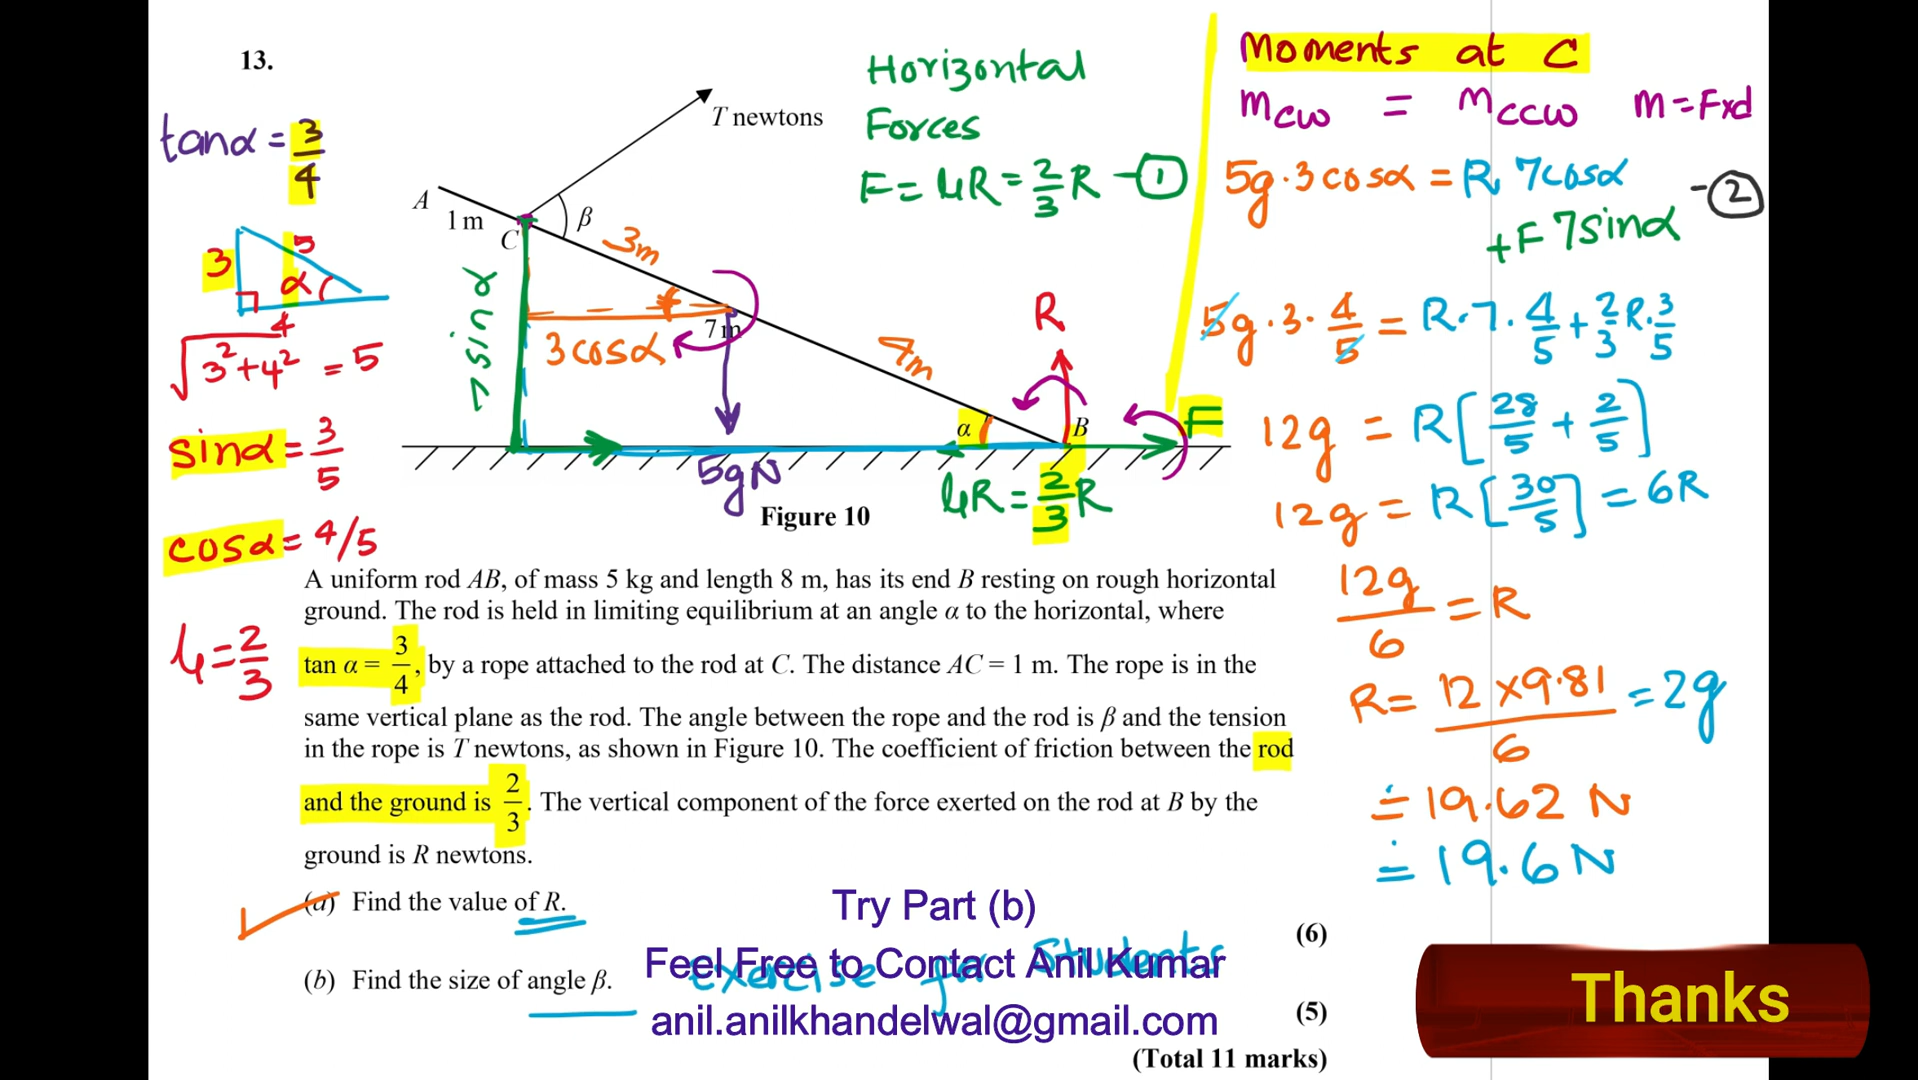 13.
tanα = 3/4
3
5
α
4
√3²+4² = 5
sinα = 3/5
cosα = 4/5
μ = 2/3
T newtons
A
1 m
C
β
3m
7sinα
3cosα
7 m
4m
α
B
R
F
5gN
μR = 2/3 R
Figure 10
Horizontal
Forces
F = μR = 2/3 R -①
Moments at C
mcw = mccw m = Fxd
5g·3cosα = R, 7cosα
+F 7sinα -②
5g·3·4/5 = R·7·4/5 + 2/3 R·3/5
12g = R[28/5 + 2/5]
12g = R[30/5] = 6R
12g/6 = R
R = 12×9.81/6 = 2g
≐ 19.62 N
≐ 19.6 N
A uniform rod AB, of mass 5 kg and length 8 m, has its end B resting on rough horizontal
ground. The rod is held in limiting equilibrium at an angle α to the horizontal, where
tan α = 3/4, by a rope attached to the rod at C. The distance AC = 1 m. The rope is in the
same vertical plane as the rod. The angle between the rope and the rod is β and the tension
in the rope is T newtons, as shown in Figure 10. The coefficient of friction between the rod
and the ground is 2/3. The vertical component of the force exerted on the rod at B by the
ground is R newtons.
(a) Find the value of R.
(6)
(b) Find the size of angle β.
(5)
(Total 11 marks)
Exercise for Students
Try Part (b)
Feel Free to Contact Anil Kumar
anil.anilkhandelwal@gmail.com
Thanks